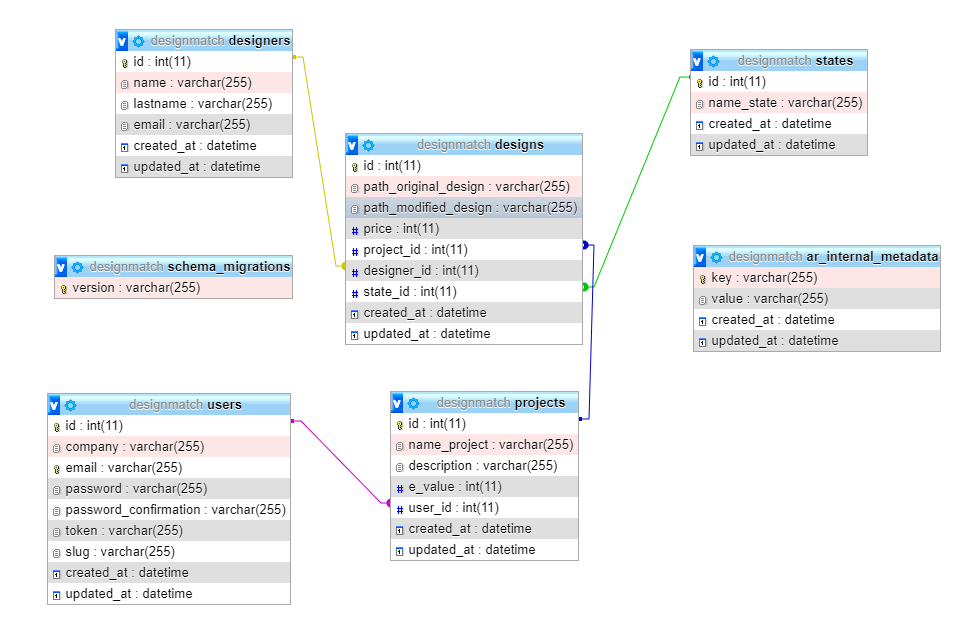 designmatch designers
id : int(11)
name : varchar(255)
lastname : varchar(255)
email : varchar(255)
created_at : datetime
updated_at : datetime
designmatch states
id : int(11)
name_state : varchar(255)
created_at : datetime
updated_at : datetime
designmatch designs
id : int(11)
path_original_design : varchar(255)
path_modified_design : varchar(255)
price : int(11)
project_id : int(11)
designer_id : int(11)
state_id : int(11)
created_at : datetime
updated_at : datetime
designmatch schema_migrations
version : varchar(255)
designmatch ar_internal_metadata
key : varchar(255)
value : varchar(255)
created_at : datetime
updated_at : datetime
designmatch users
id : int(11)
company : varchar(255)
email : varchar(255)
password : varchar(255)
password_confirmation : varchar(255)
token : varchar(255)
slug : varchar(255)
created_at : datetime
updated_at : datetime
designmatch projects
id : int(11)
name_project : varchar(255)
description : varchar(255)
e_value : int(11)
user_id : int(11)
created_at : datetime
updated_at : datetime